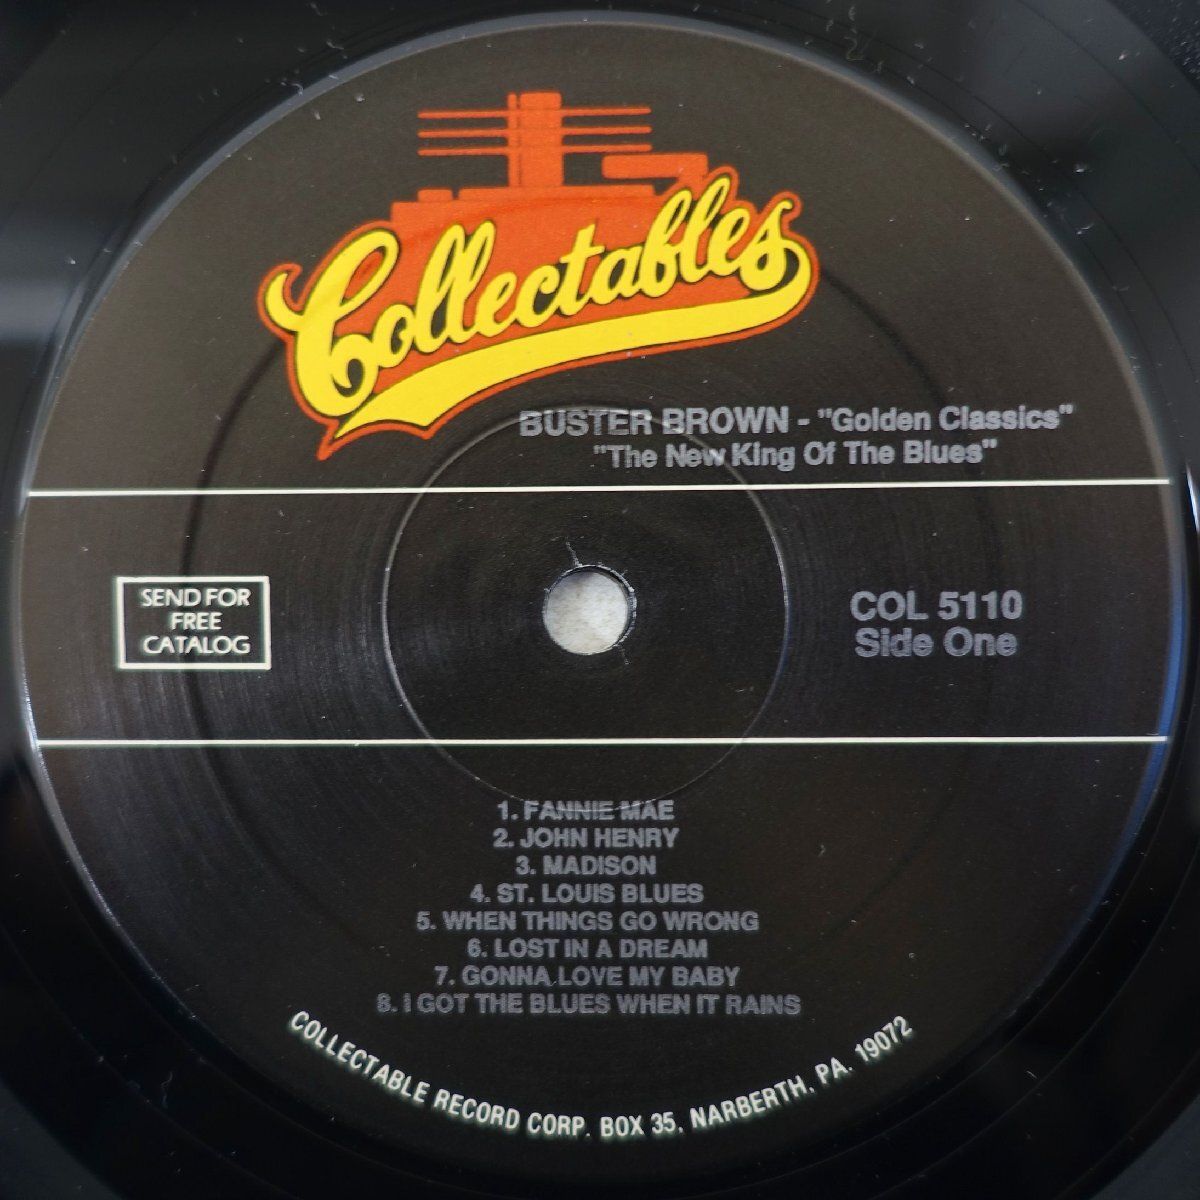 Collectables
BUSTER BROWN - "Golden Classics"
"The New King Of The Blues"
SEND FOR
FREE
CATALOG
COL 5110
Side One
1. FANNIE MAE
2. JOHN HENRY
3. MADISON
4. ST. LOUIS BLUES
5. WHEN THINGS GO WRONG
6. LOST IN A DREAM
7. GONNA LOVE MY BABY
8. I GOT THE BLUES WHEN IT RAINS
COLLECTABLE RECORD CORP. BOX 35, NARBERTH, PA. 19072